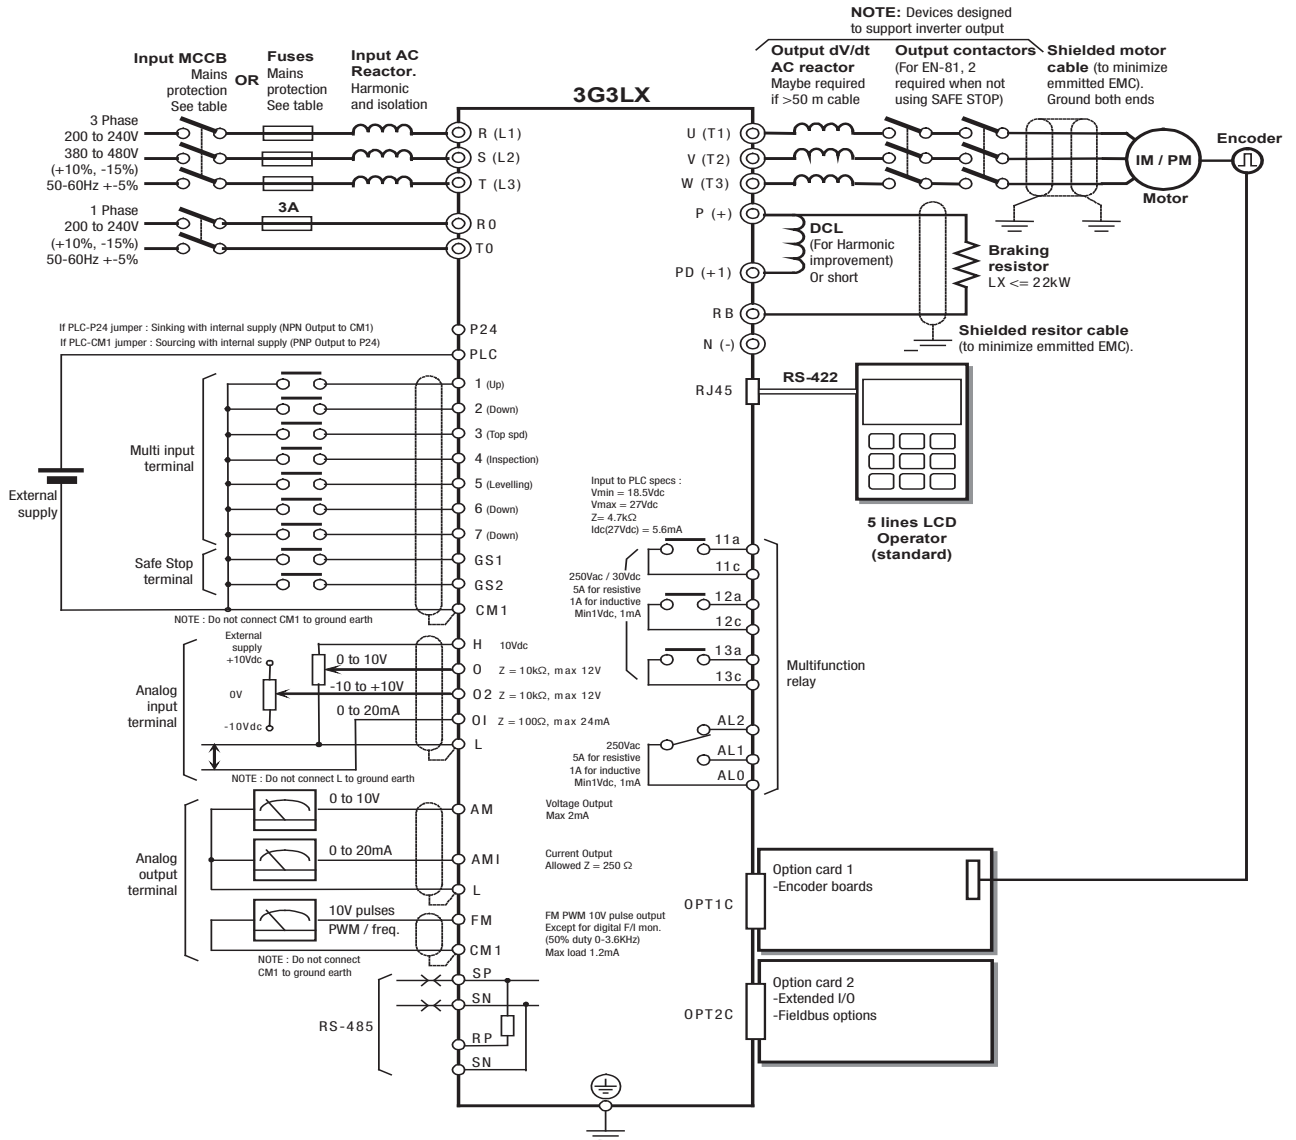 NOTE: Devices designed
to support inverter output
Input MCCB
Mains
protection
See table
OR
Fuses
Mains
protection
See table
Input AC
Reactor.
Harmonic
and isolation
3G3LX
Output dV/dt
AC reactor
Maybe required
if >50 m cable
Output contactors
(For EN-81, 2
required when not
using SAFE STOP)
Shielded motor
cable (to minimize
emmitted EMC).
Ground both ends
3 Phase
200 to 240V
380 to 480V
(+10%, -15%)
50-60Hz +-5%
R (L1)
S (L2)
T (L3)
U (T1)
V (T2)
W (T3)
IM / PM
Motor
Encoder
1 Phase
200 to 240V
(+10%, -15%)
50-60Hz +-5%
3A
R0
T0
P (+)
PD (+1)
RB
N (-)
DCL
(For Harmonic
improvement)
Or short
Braking
resistor
LX <= 22kW
Shielded resitor cable
(to minimize emmitted EMC).
If PLC-P24 jumper : Sinking with internal supply (NPN Output to CM1)
If PLC-CM1 jumper : Sourcing with internal supply (PNP Output to P24)
P24
PLC
RJ45
RS-422
5 lines LCD
Operator
(standard)
External
supply
Multi input
terminal
Safe Stop
terminal
1 (Up)
2 (Down)
3 (Top spd)
4 (Inspection)
5 (Levelling)
6 (Down)
7 (Down)
GS1
GS2
CM1
NOTE : Do not connect CM1 to ground earth
Input to PLC specs :
Vmin = 18.5Vdc
Vmax = 27Vdc
Z= 4.7kΩ
Idc(27Vdc) = 5.6mA
250Vac / 30Vdc
5A for resistive
1A for inductive
Min1Vdc, 1mA
11a
11c
12a
12c
13a
13c
Multifunction
relay
250Vac
5A for resistive
1A for inductive
Min1Vdc, 1mA
AL2
AL1
AL0
Analog
input
terminal
External
supply
+10Vdc
0V
-10Vdc
0 to 10V
-10 to +10V
0 to 20mA
H 10Vdc
O Z = 10kΩ, max 12V
O2 Z = 10kΩ, max 12V
OI Z = 100Ω, max 24mA
L
NOTE : Do not connect L to ground earth
Analog
output
terminal
0 to 10V
0 to 20mA
10V pulses
PWM / freq.
AM
AMI
L
FM
CM1
Voltage Output
Max 2mA
Current Output
Allowed Z = 250 Ω
FM PWM 10V pulse output
Except for digital F/I mon.
(50% duty 0-3.6KHz)
Max load 1.2mA
NOTE : Do not connect
CM1 to ground earth
RS-485
SP
SN
RP
SN
OPT1C
Option card 1
-Encoder boards
OPT2C
Option card 2
-Extended I/O
-Fieldbus options